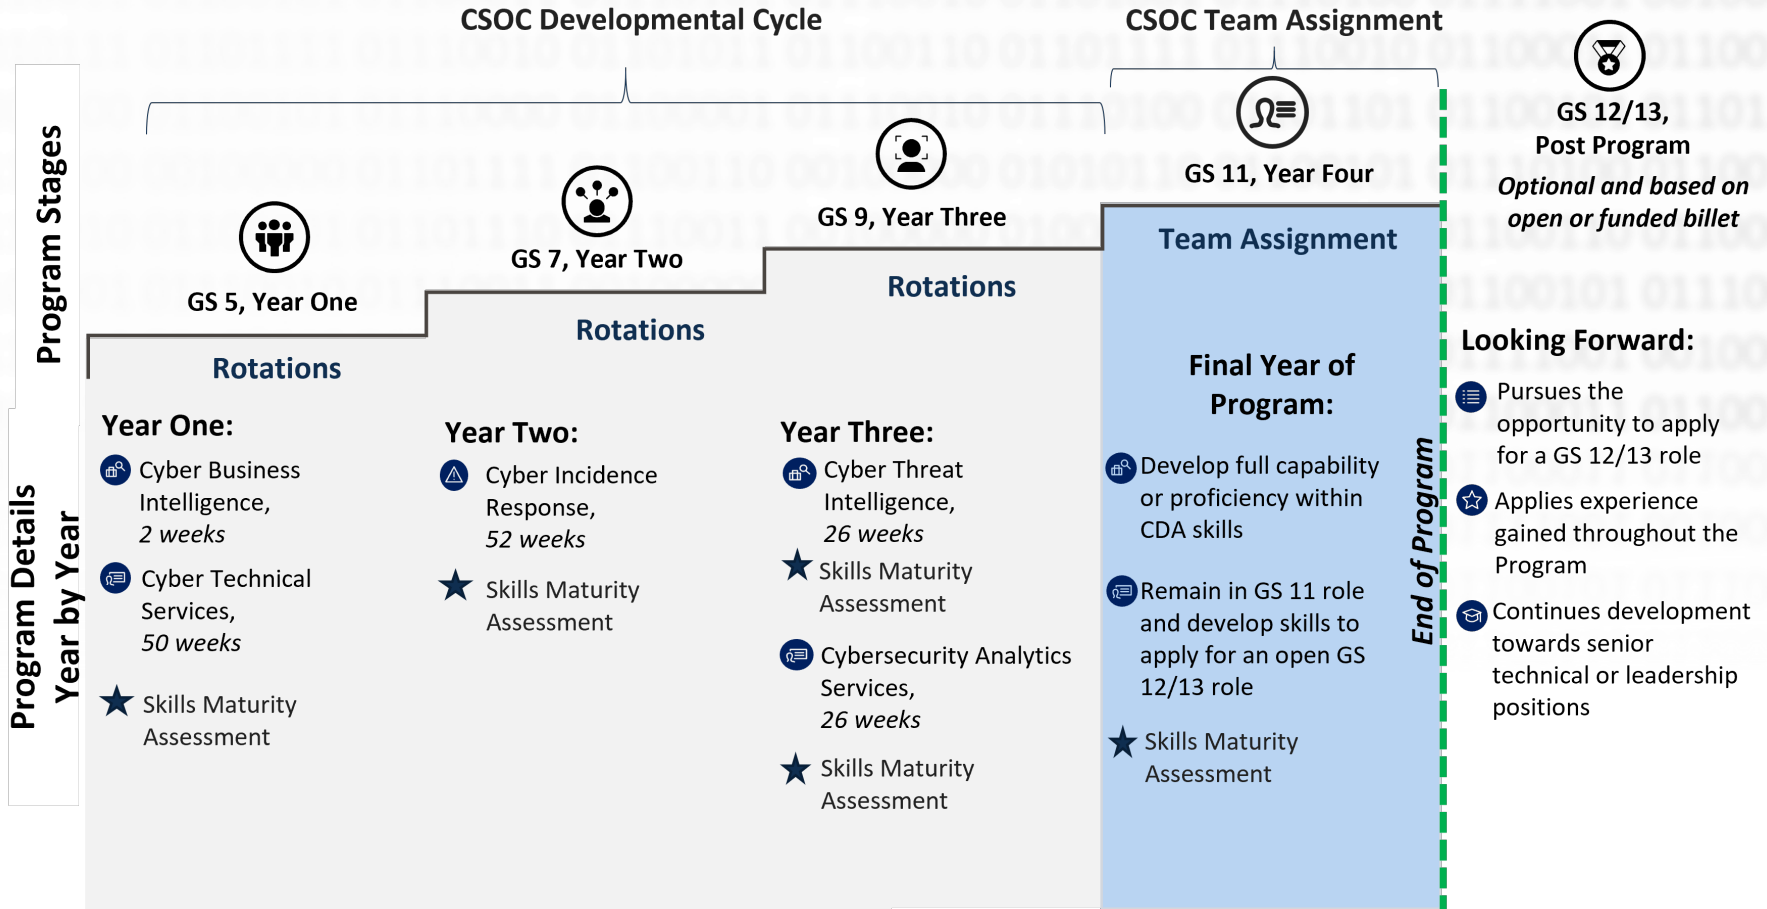 CSOC Developmental Cycle
CSOC Team Assignment
Program Stages
GS 5, Year One
GS 7, Year Two
GS 9, Year Three
GS 11, Year Four
GS 12/13,
Post Program
Optional and based on
open or funded billet
Rotations
Rotations
Rotations
Team Assignment
Program Details
Year by Year
Year One:
Cyber Business
Intelligence,
2 weeks
Cyber Technical
Services,
50 weeks
Skills Maturity
Assessment
Year Two:
Cyber Incidence
Response,
52 weeks
Skills Maturity
Assessment
Year Three:
Cyber Threat
Intelligence,
26 weeks
Skills Maturity
Assessment
Cybersecurity Analytics
Services,
26 weeks
Skills Maturity
Assessment
Final Year of
Program:
Develop full capability
or proficiency within
CDA skills
Remain in GS 11 role
and develop skills to
apply for an open GS
12/13 role
Skills Maturity
Assessment
End of Program
Looking Forward:
Pursues the
opportunity to apply
for a GS 12/13 role
Applies experience
gained throughout the
Program
Continues development
towards senior
technical or leadership
positions